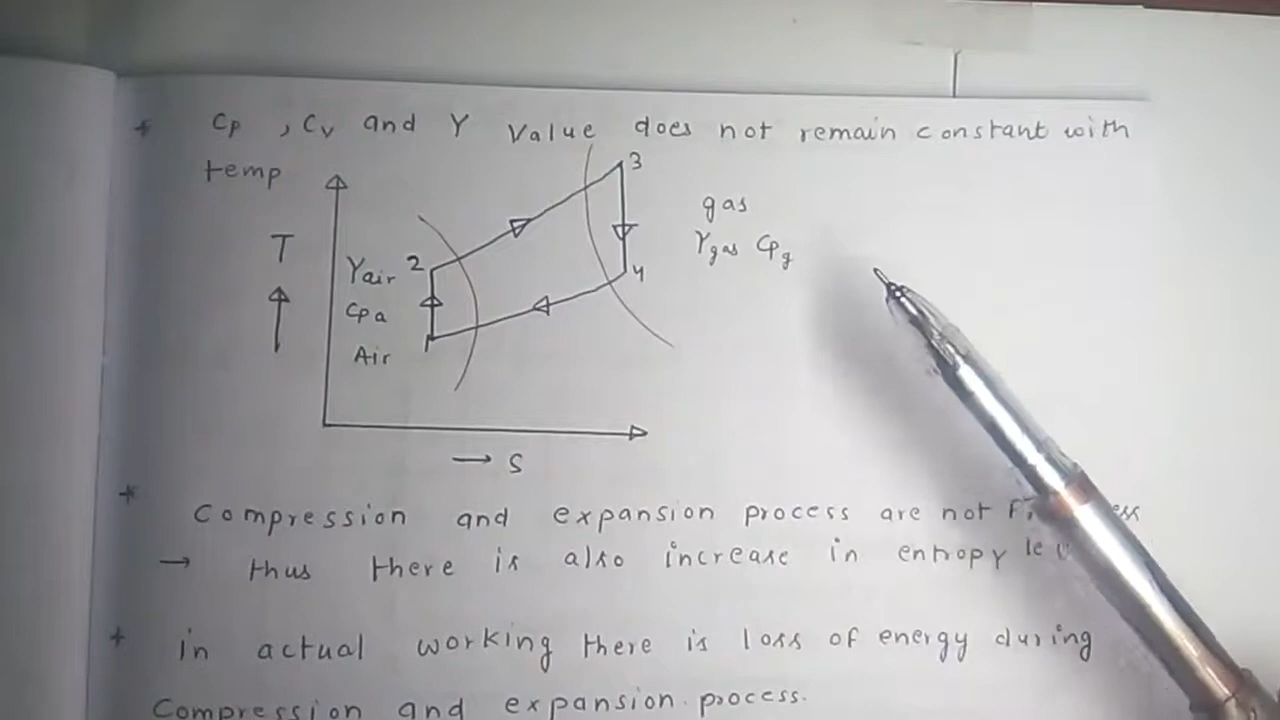 * Cp , Cv and γ Value does not remain constant with
temp
3
gas
T
γair 2
4
γgas Cpg
Cpa
1
Air
→ S
* Compression and expansion process are not
→ thus there is also increase in entropy
* in actual working there is loss of energy during
Compression and expansion process.